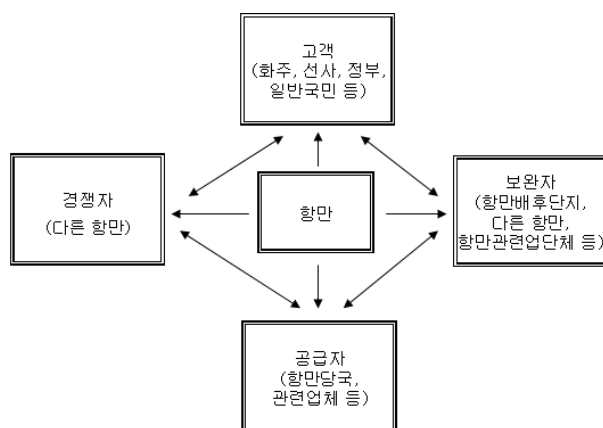 고객
(화주, 선사, 정부,
일반국민 등)
경쟁자
(다른 항만)
항만
보완자
(항만배후단지,
다른 항만,
항만관련업단체 등)
공급자
(항만당국,
관련업체 등)